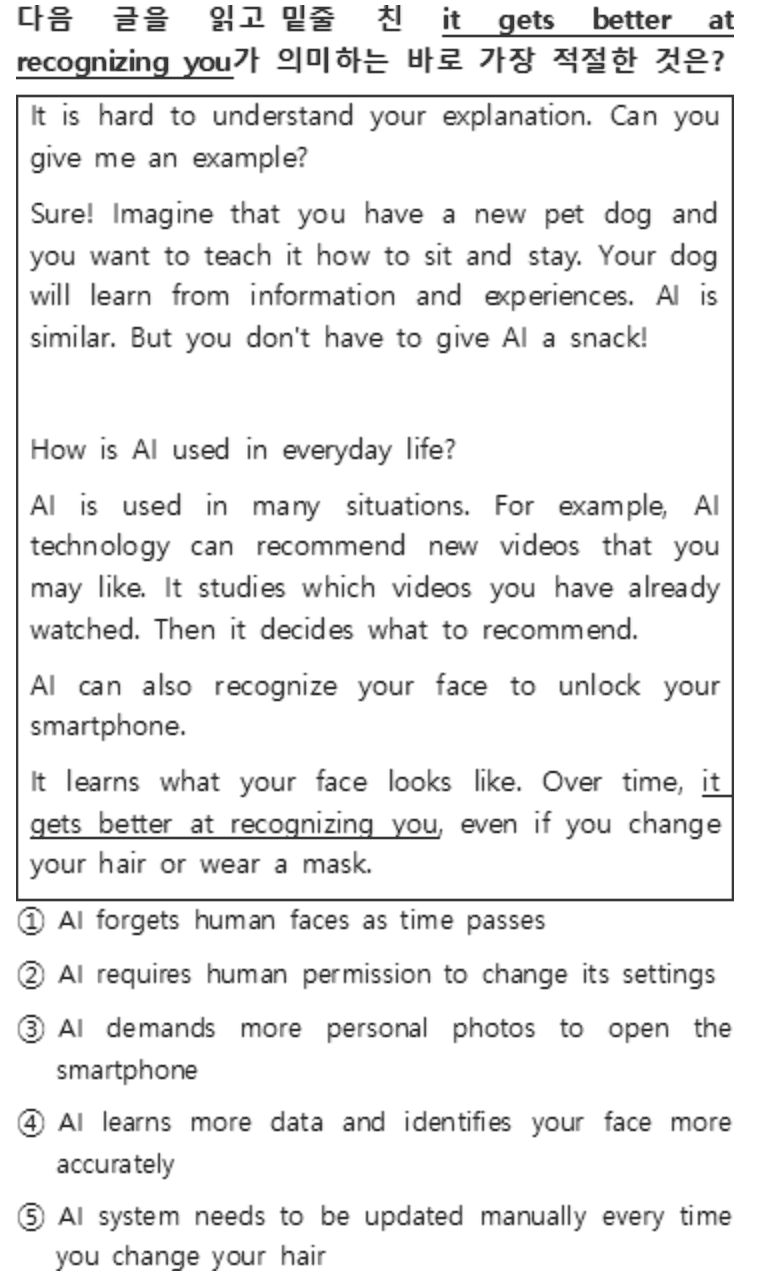 다음 글을 읽고 밑줄 친 it gets better at
recognizing you가 의미하는 바로 가장 적절한 것은?
It is hard to understand your explanation. Can you
give me an example?
Sure! Imagine that you have a new pet dog and
you want to teach it how to sit and stay. Your dog
will learn from information and experiences. AI is
similar. But you don't have to give AI a snack!
How is AI used in everyday life?
AI is used in many situations. For example, AI
technology can recommend new videos that you
may like. It studies which videos you have already
watched. Then it decides what to recommend.
AI can also recognize your face to unlock your
smartphone.
It learns what your face looks like. Over time, it
gets better at recognizing you, even if you change
your hair or wear a mask.
① AI forgets human faces as time passes
② AI requires human permission to change its settings
③ AI demands more personal photos to open the
smartphone
④ AI learns more data and identifies your face more
accurately
⑤ AI system needs to be updated manually every time
you change your hair